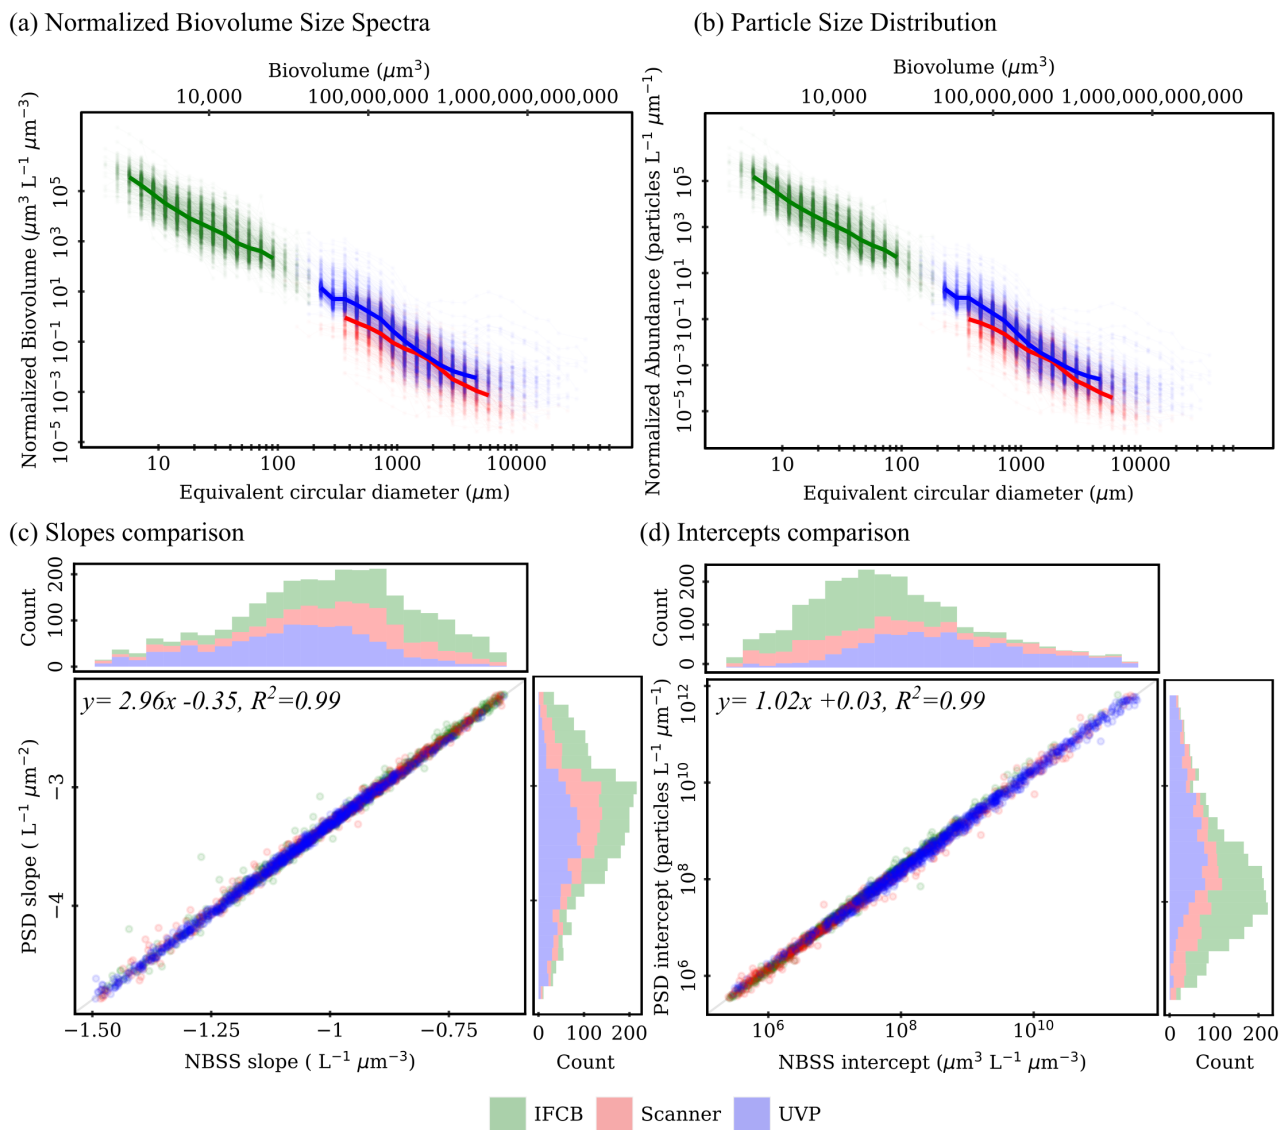 (a) Normalized Biovolume Size Spectra
(b) Particle Size Distribution
Biovolume (μm³)
10,000 100,000,000 1,000,000,000,000
Normalized Biovolume (μm³ L⁻¹ μm⁻³)
10⁵
10³
10¹
10⁻¹
10⁻³
10⁻⁵
10 100 1000 10000
Equivalent circular diameter (μm)
Biovolume (μm³)
10,000 100,000,000 1,000,000,000,000
Normalized Abundance (particles L⁻¹ μm⁻¹)
10⁵
10³
10¹
10⁻¹
10⁻³
10⁻⁵
10 100 1000 10000
Equivalent circular diameter (μm)
(c) Slopes comparison
(d) Intercepts comparison
Count
200
100
0
y= 2.96x -0.35, R²=0.99
PSD slope ( L⁻¹ μm⁻²)
−3
−4
−1.50 −1.25 −1 −0.75
NBSS slope ( L⁻¹ μm⁻³)
0 100 200
Count
Count
200
100
0
y= 1.02x +0.03, R²=0.99
PSD intercept (particles L⁻¹ μm⁻¹)
10¹²
10¹⁰
10⁸
10⁶
10⁶ 10⁸ 10¹⁰
NBSS intercept (μm³ L⁻¹ μm⁻³)
0 100 200
Count
IFCB Scanner UVP